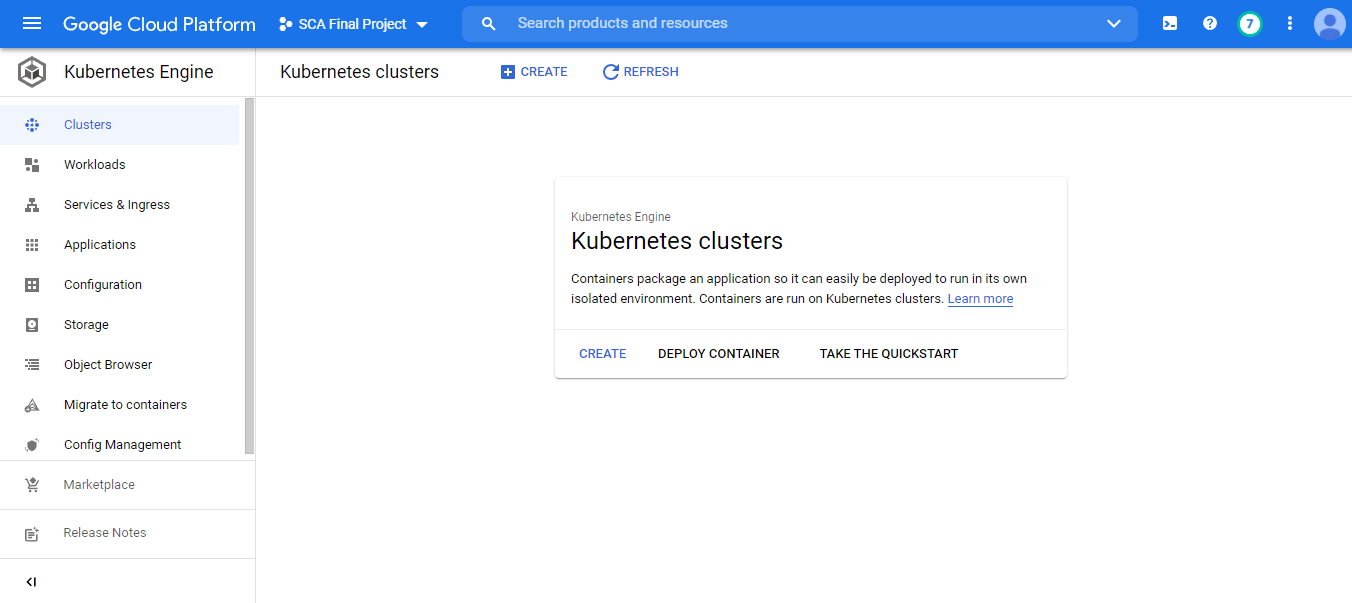 Google Cloud Platform
SCA Final Project
Search products and resources
7
Kubernetes Engine
Kubernetes clusters
CREATE
REFRESH
Clusters
Workloads
Services & Ingress
Applications
Configuration
Storage
Object Browser
Migrate to containers
Config Management
Marketplace
Release Notes
Kubernetes Engine
Kubernetes clusters
Containers package an application so it can easily be deployed to run in its own
isolated environment. Containers are run on Kubernetes clusters. Learn more
CREATE
DEPLOY CONTAINER
TAKE THE QUICKSTART